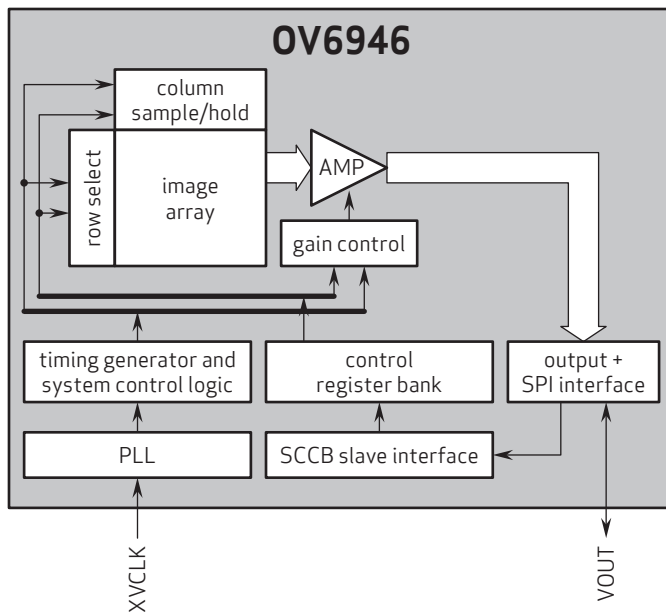 OV6946
column
sample/hold
row select
image
array
AMP
gain control
timing generator and
system control logic
control
register bank
output +
SPI interface
PLL
SCCB slave interface
XVCLK
VOUT